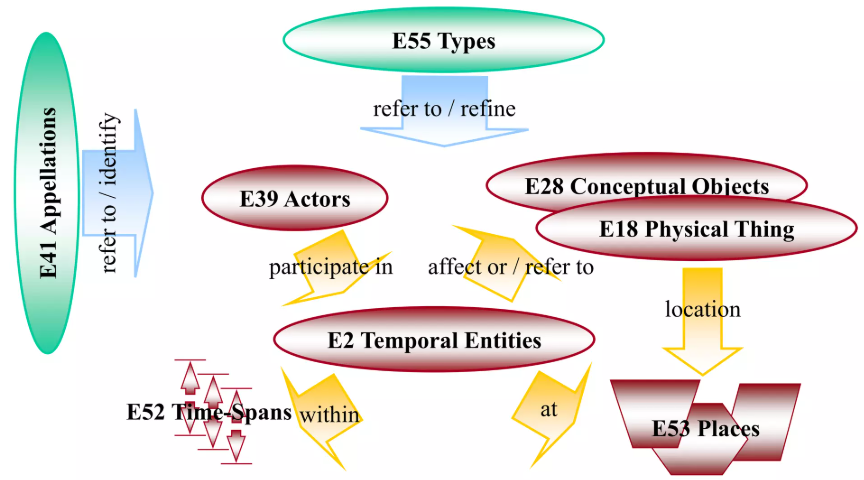 E55 Types
refer to / refine
E41 Appellations
refer to / identify
E39 Actors
E28 Conceptual Objects
E18 Physical Thing
participate in
affect or / refer to
location
E2 Temporal Entities
E52 Time-Spans
within
at
E53 Places